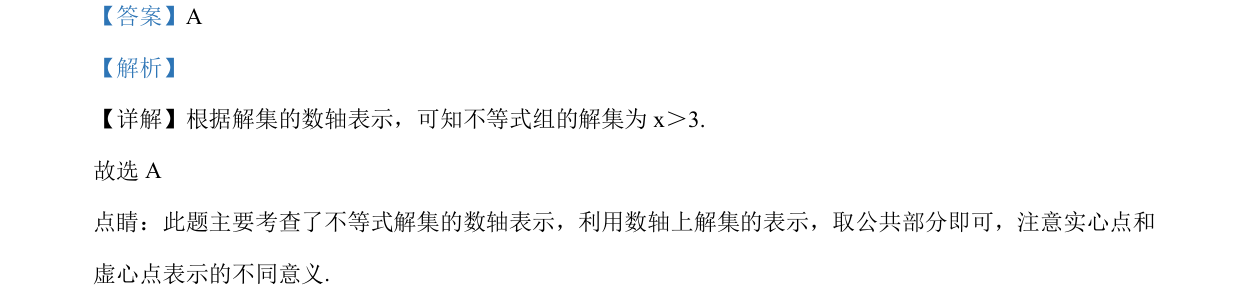 【答案】A
【解析】
【详解】根据解集的数轴表示，可知不等式组的解集为 x＞3.
故选 A
点睛：此题主要考查了不等式解集的数轴表示，利用数轴上解集的表示，取公共部分即可，注意实心点和
虚心点表示的不同意义.